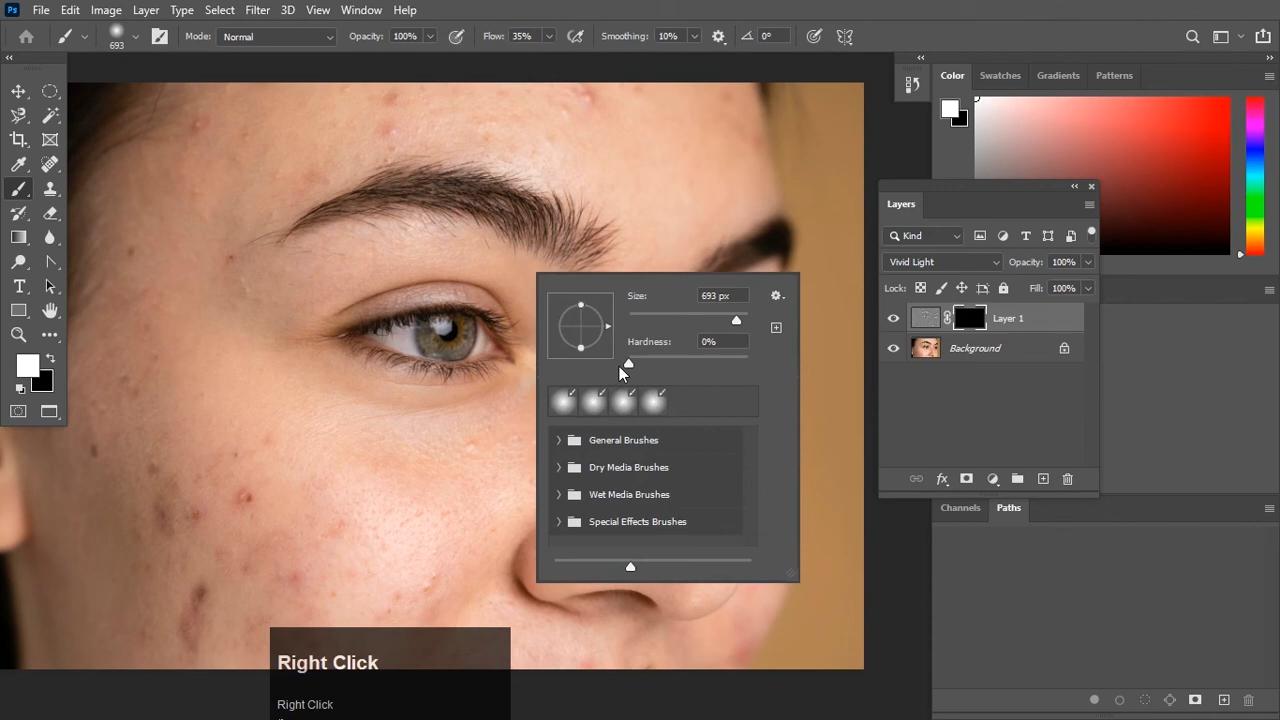 Ps File Edit Image Layer Type Select Filter 3D View Window Help
693 Mode: Normal Opacity: 100% Flow: 35% Smoothing: 10% 0°
Color Swatches Gradients Patterns
Layers
Kind
Vivid Light Opacity: 100%
Lock: Fill: 100%
Layer 1
Background
fx
Channels Paths
Size: 693 px
Hardness: 0%
General Brushes
Dry Media Brushes
Wet Media Brushes
Special Effects Brushes
Right Click
Right Click